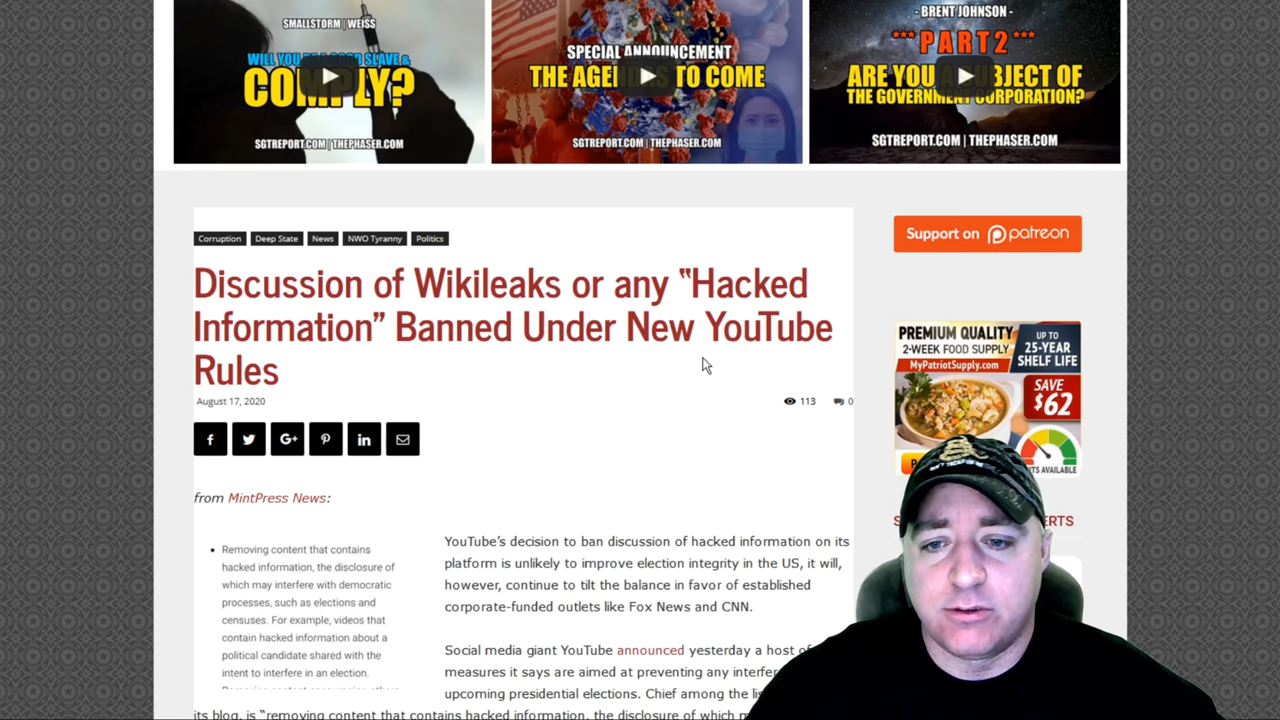 SMALLSTORM | WEISS
COMPLY?
SGTREPORT.COM | THEPHASER.COM
SPECIAL ANNOUNCEMENT
THE TO COME
SGTREPORT.COM | THEPHASER.COM
- BRENT JOHNSON -
***PART2***
ARE YOU OF
THE GOVERNMENT CORPORATION?
SGTREPORT.COM | THEPHASER.COM
Corruption
Deep State
News
NWO Tyranny
Politics
Discussion of Wikileaks or any “Hacked
Information” Banned Under New YouTube
Rules
August 17, 2020
113
0
f
G+
in
from MintPress News:
• Removing content that contains
hacked information, the disclosure of
which may interfere with democratic
processes, such as elections and
censuses. For example, videos that
contain hacked information about a
political candidate shared with the
intent to interfere in an election.
YouTube’s decision to ban discussion of hacked information on its
platform is unlikely to improve election integrity in the US, it will,
however, continue to tilt the balance in favor of established
corporate-funded outlets like Fox News and CNN.
Social media giant YouTube announced yesterday a host of
measures it says are aimed at preventing any
upcoming presidential elections. Chief among the
its blog, is “removing content that contains hacked information, the disclosure of which
Support on patreon
PREMIUM QUALITY
2-WEEK FOOD SUPPLY
MyPatriotSupply.com
UP TO
25-YEAR
SHELF LIFE
SAVE
$62